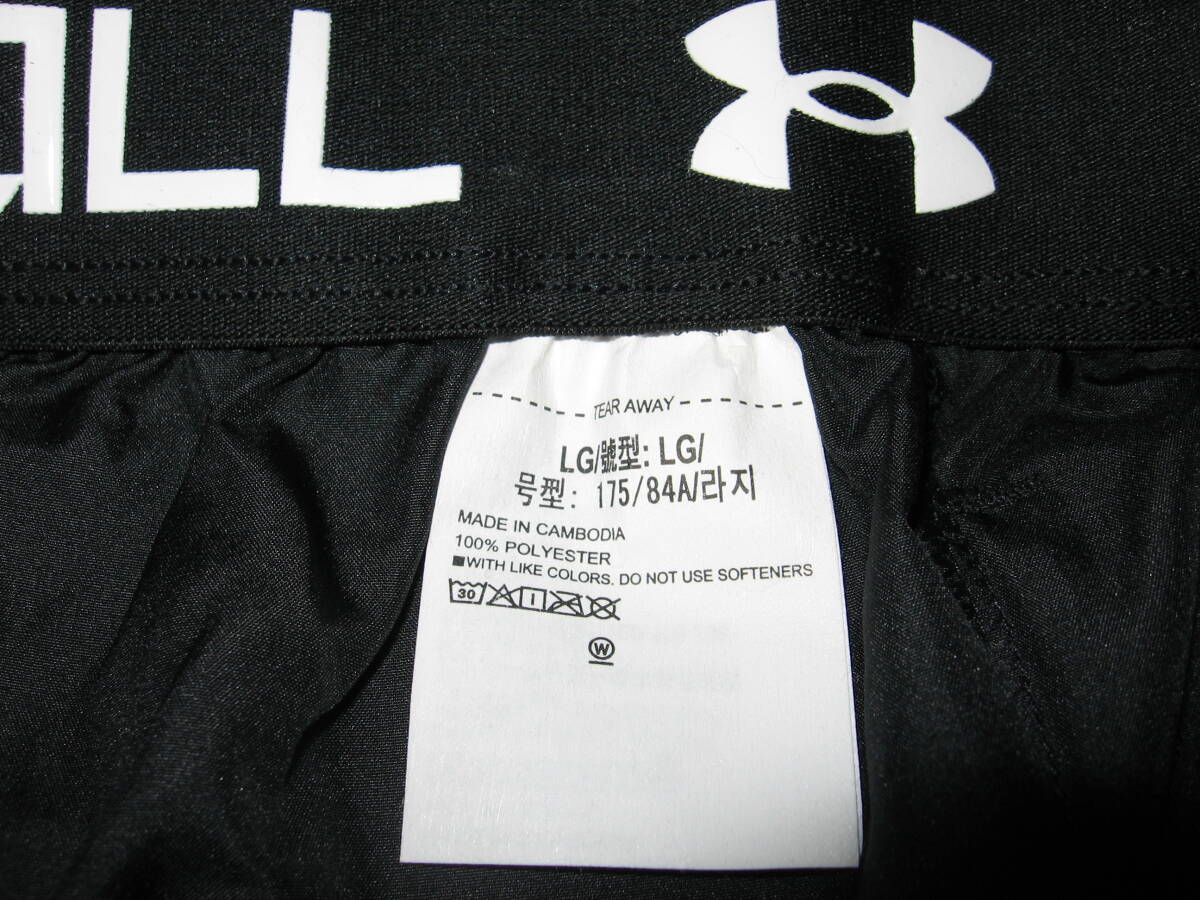 ALL
TEAR AWAY
LG/號型: LG/
号型: 175/84A/라지
MADE IN CAMBODIA
100% POLYESTER
■WITH LIKE COLORS. DO NOT USE SOFTENERS
30
W